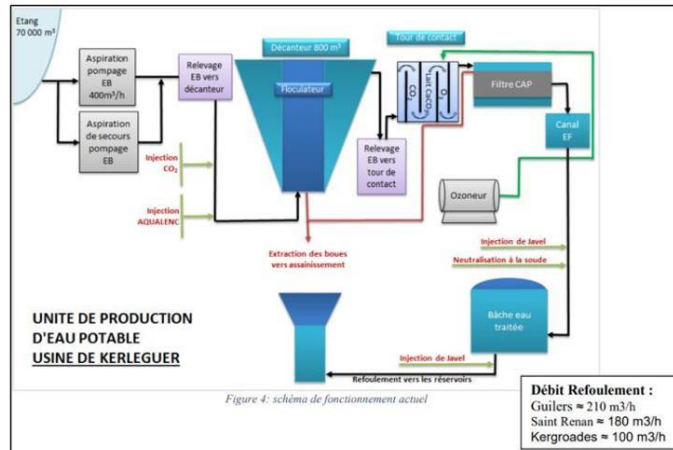 Etang
70 000 m³
Aspiration
pompage
EB
400m³/h
Aspiration
de secours
pompage
EB
Relevage
EB vers
décanteur
Injection
CO₂
Injection
AQUALENC
Décanteur 800 m³
Floculateur
Extraction des boues
vers assainissement
Relevage
EB vers
tour de
contact
Tour de contact
CO₂
Lait CaCO₃
O₃
Filtre CAP
Canal
EF
Ozoneur
Injection de Javel
Neutralisation à la soude
Bâche eau
traitée
Injection de Javel
Refoulement vers les réservoirs
UNITE DE PRODUCTION
D'EAU POTABLE
USINE DE KERLEGUER
Figure 4: schéma de fonctionnement actuel
Débit Refoulement :
Guilers ≈ 210 m3/h
Saint Renan ≈ 180 m3/h
Kergroades ≈ 100 m3/h